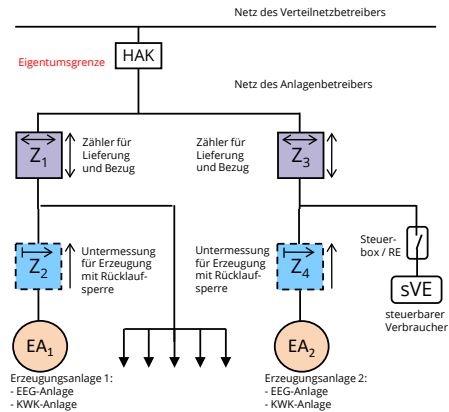 Netz des Verteilnetzbetreibers
HAK
Eigentumsgrenze
Netz des Anlagenbetreibers
Z1
Zähler für
Lieferung
und Bezug
Zähler für
Lieferung
und Bezug
Z3
Z2
Untermessung
für Erzeugung
mit Rücklauf-
sperre
Untermessung
für Erzeugung
mit Rücklauf-
sperre
Z4
Steuer-
box / RE
sVE
steuerbarer
Verbraucher
EA1
EA2
Erzeugungsanlage 1:
- EEG-Anlage
- KWK-Anlage
Erzeugungsanlage 2:
- EEG-Anlage
- KWK-Anlage